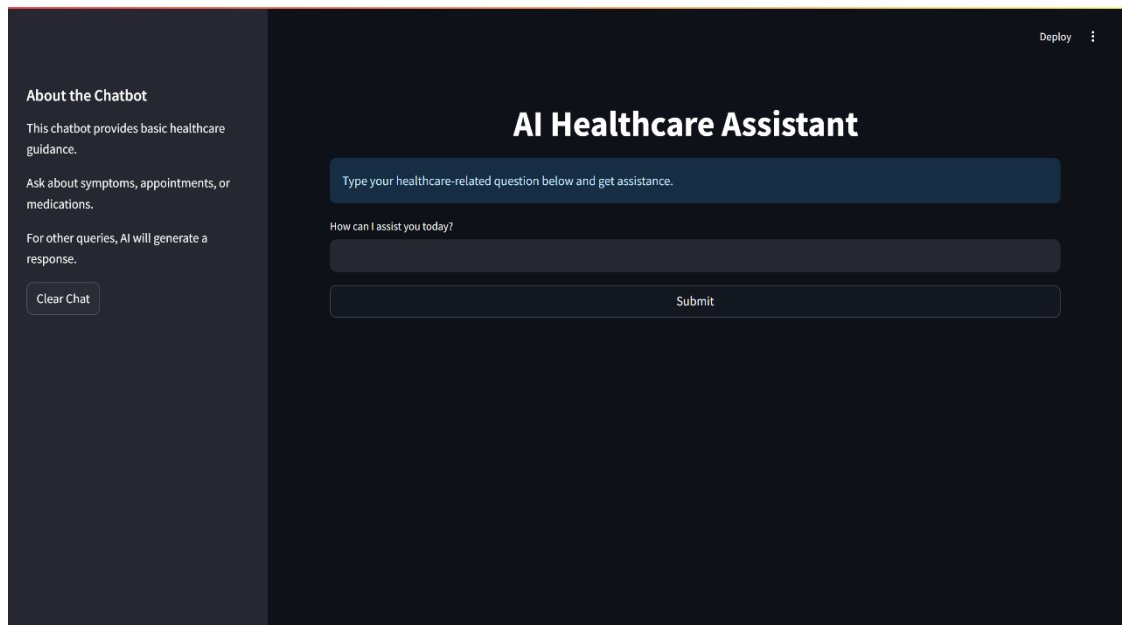 Deploy
About the Chatbot
This chatbot provides basic healthcare
guidance.
Ask about symptoms, appointments, or
medications.
For other queries, AI will generate a
response.
Clear Chat
AI Healthcare Assistant
Type your healthcare-related question below and get assistance.
How can I assist you today?
Submit